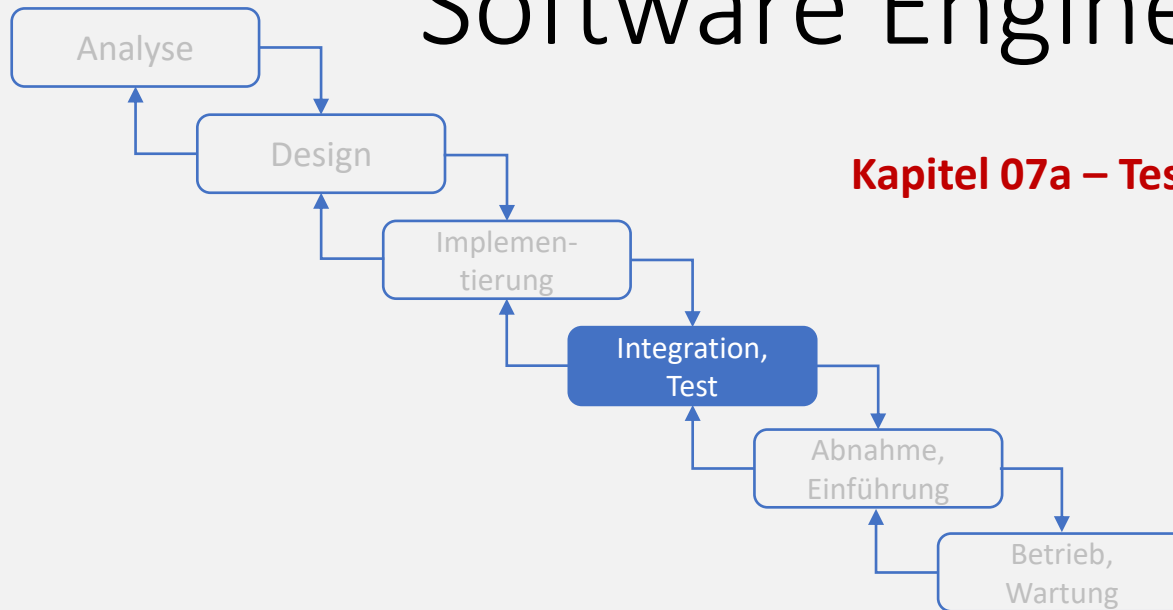 Software Engine
Kapitel 07a – Tes
Analyse
Design
Implemen-
tierung
Integration,
Test
Abnahme,
Einführung
Betrieb,
Wartung